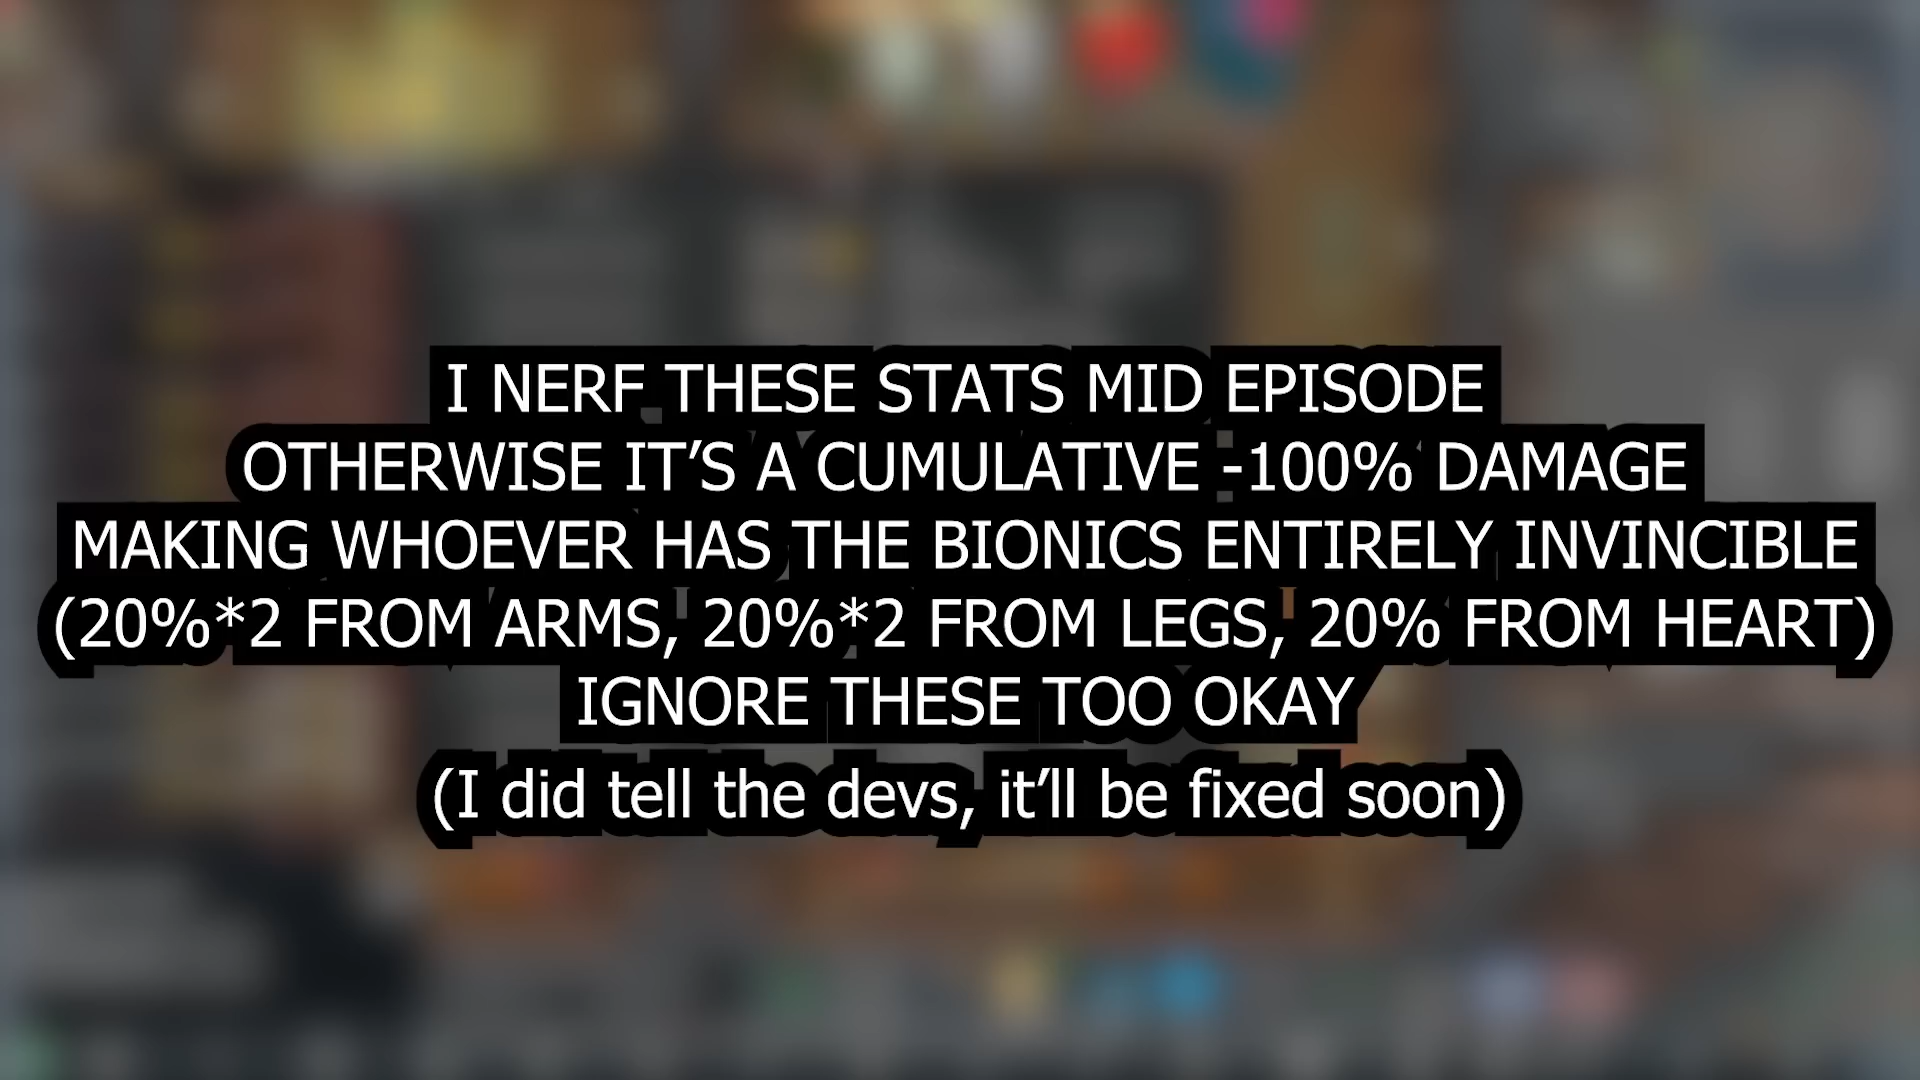 I NERF THESE STATS MID EPISODE
OTHERWISE IT’S A CUMULATIVE -100% DAMAGE
MAKING WHOEVER HAS THE BIONICS ENTIRELY INVINCIBLE
(20%*2 FROM ARMS, 20%*2 FROM LEGS, 20% FROM HEART)
IGNORE THESE TOO OKAY
(I did tell the devs, it’ll be fixed soon)